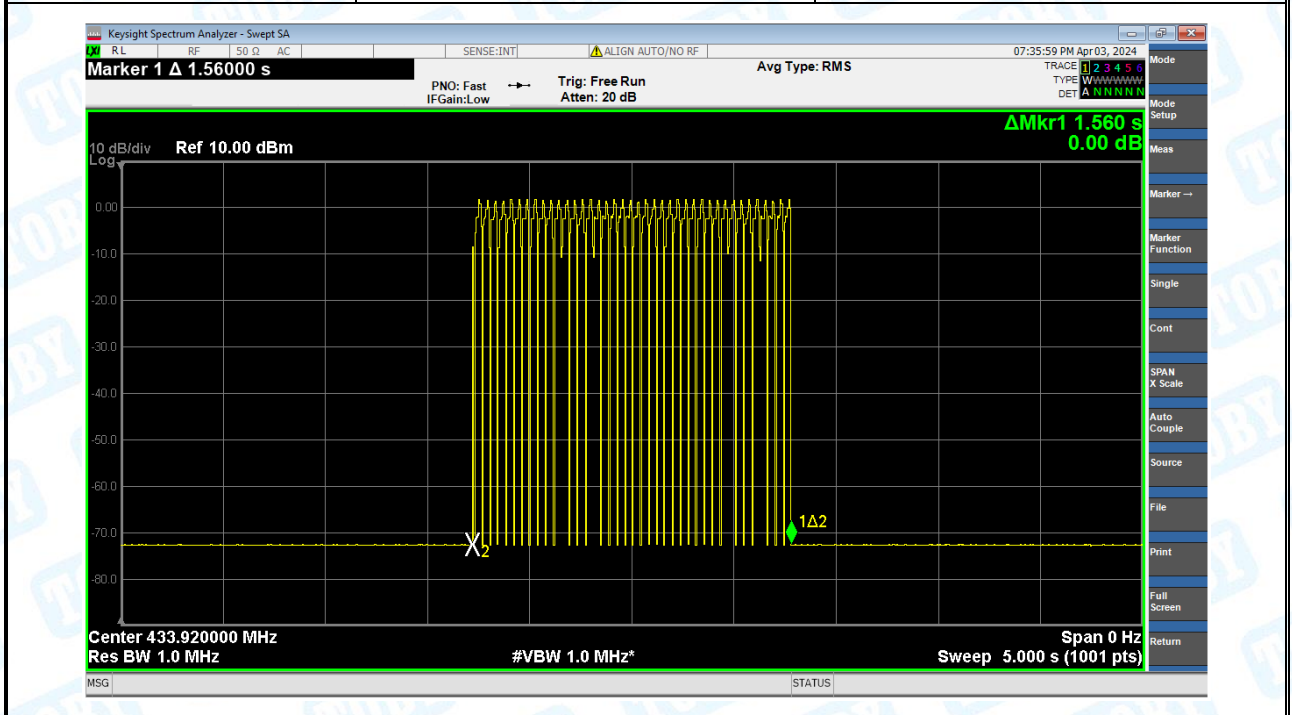 Keysight Spectrum Analyzer - Swept SA
LXI RL RF 50 Ω AC SENSE:INT ALIGN AUTO/NO RF 07:35:59 PM Apr 03, 2024
Marker 1 Δ 1.56000 s
PNO: Fast
IFGain:Low
Trig: Free Run
Atten: 20 dB
Avg Type: RMS
TRACE 1 2 3 4 5 6
TYPE WWWWWW
DET A N N N N N
ΔMkr1 1.560 s
0.00 dB
10 dB/div Ref 10.00 dBm
Log
0.00
-10.0
-20.0
-30.0
-40.0
-50.0
-60.0
-70.0
-80.0
1Δ2
2
Center 433.920000 MHz
Span 0 Hz
Res BW 1.0 MHz
#VBW 1.0 MHz*
Sweep 5.000 s (1001 pts)
MSG
STATUS
Mode
Mode
Setup
Meas
Marker →
Marker
Function
Single
Cont
SPAN
X Scale
Auto
Couple
Source
File
Print
Full
Screen
Return
TOBY